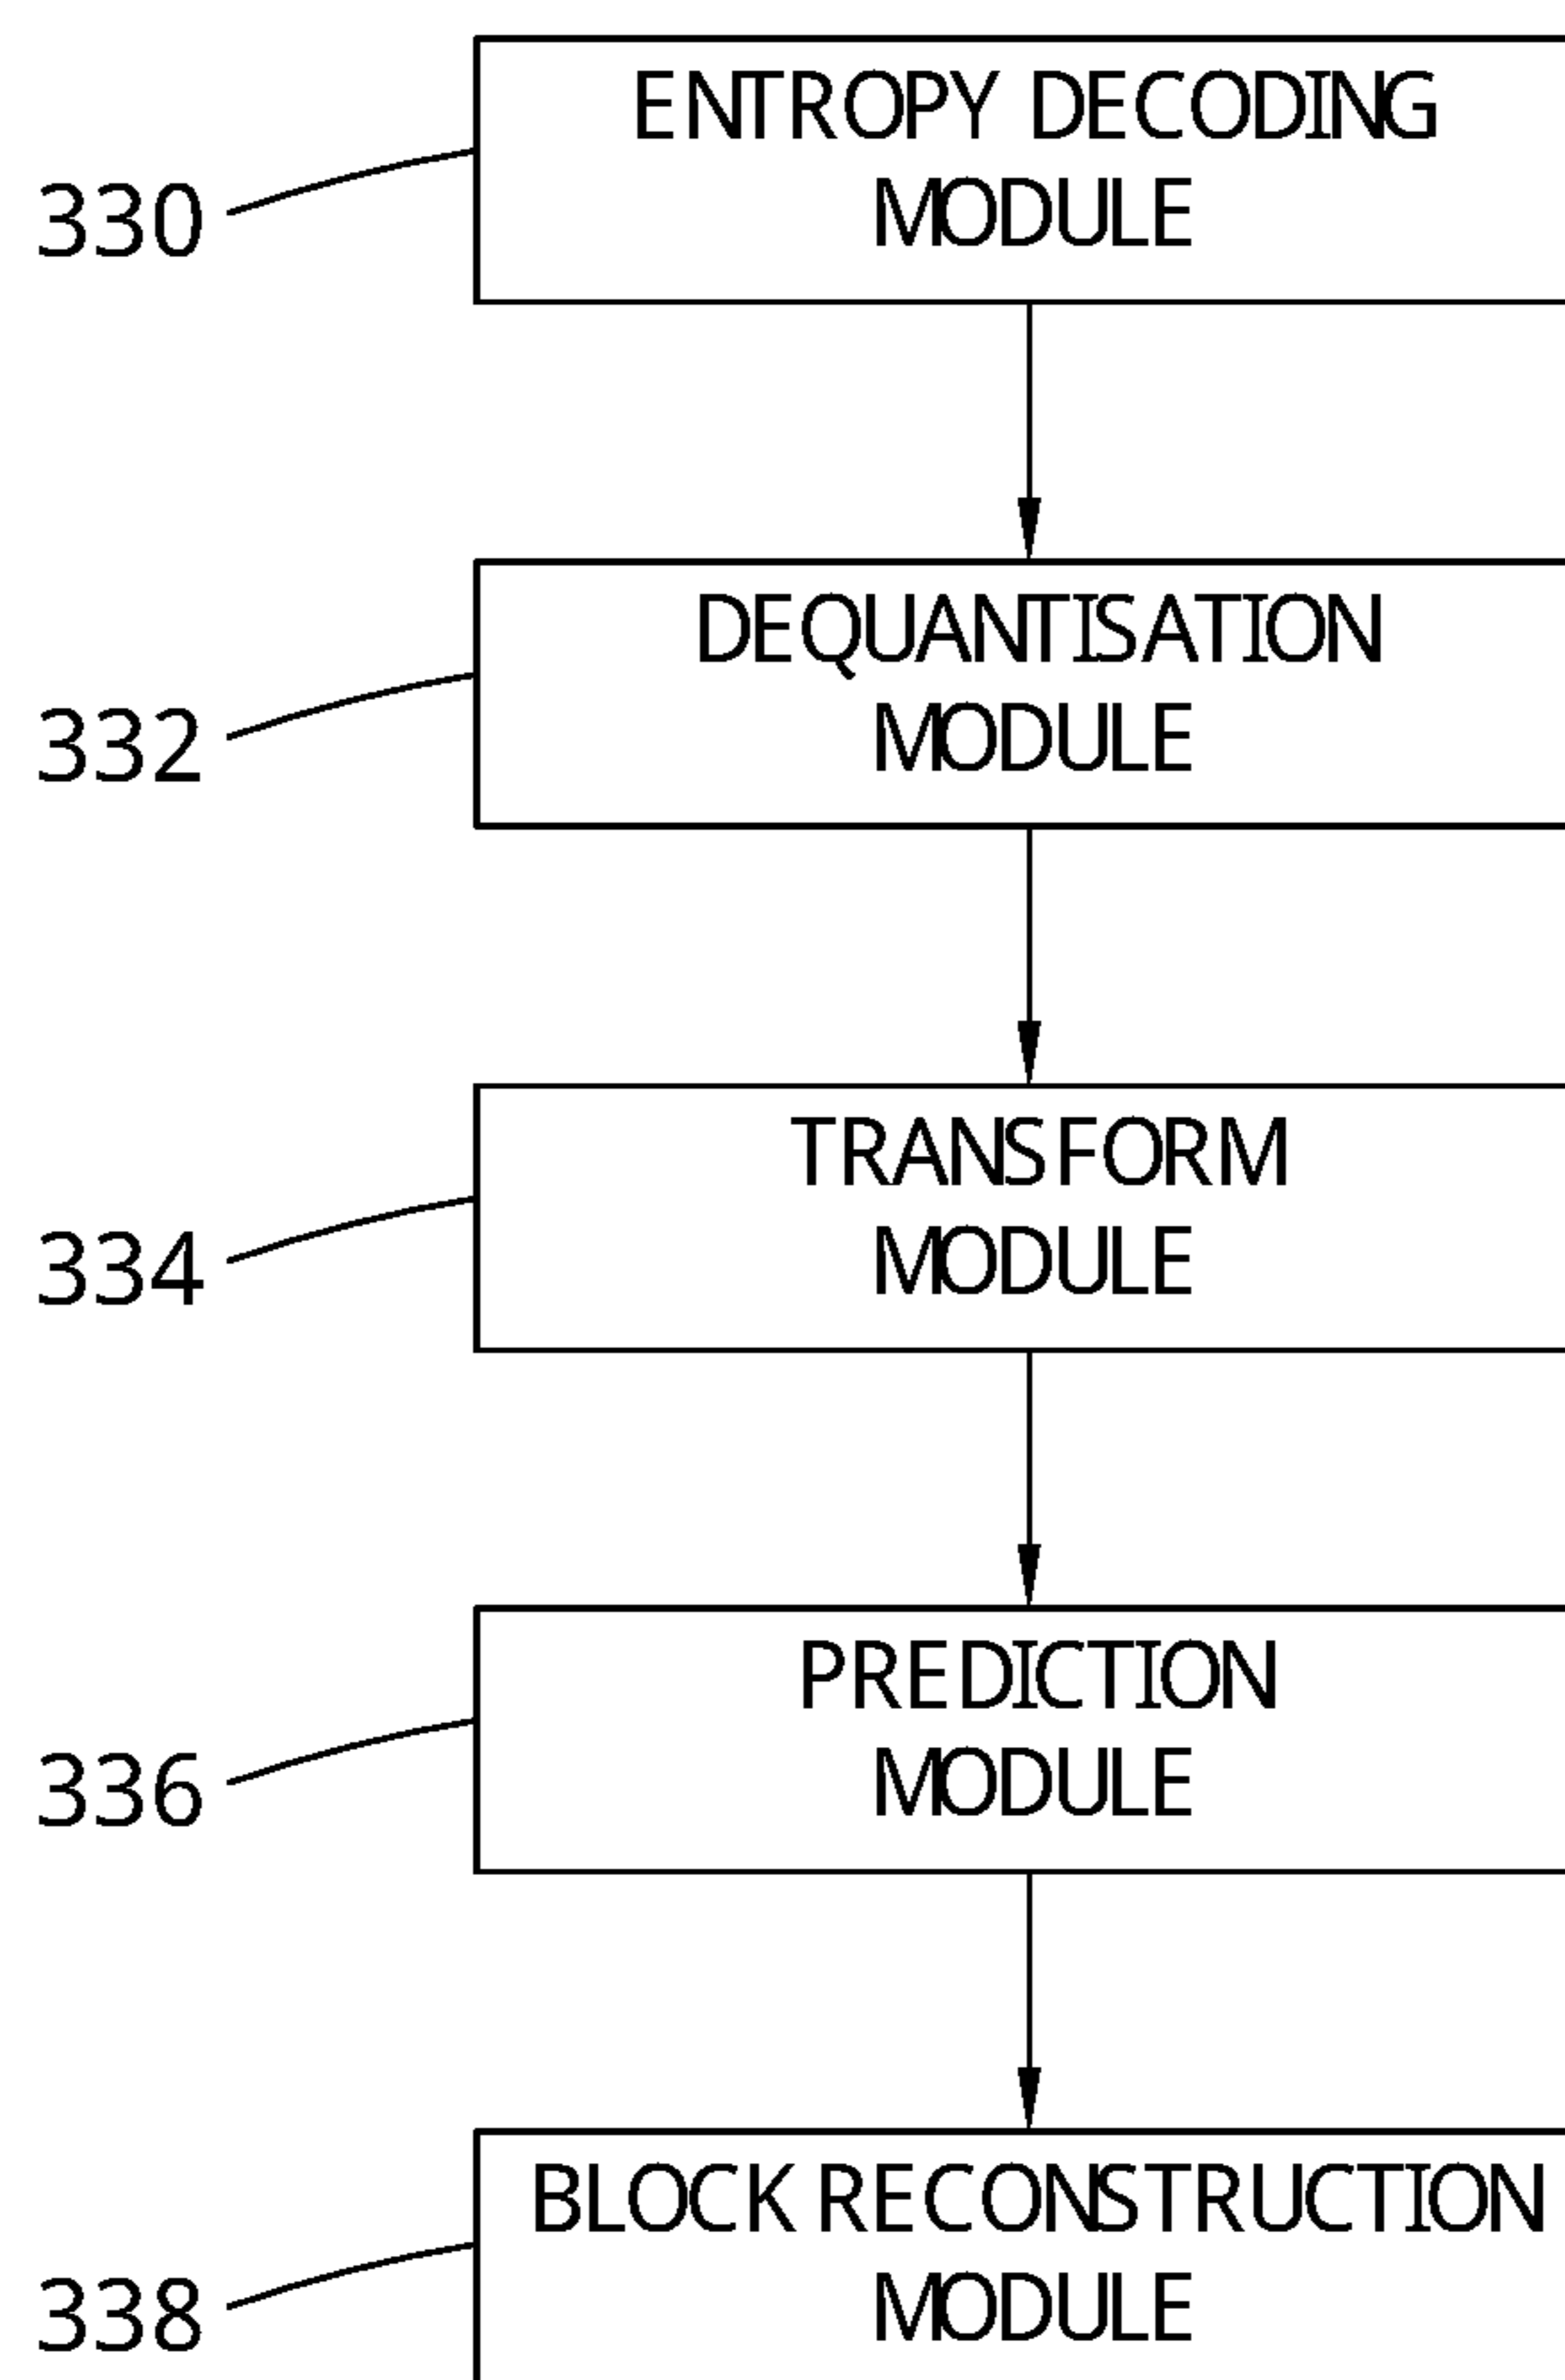 ENTROPY DECODING
MODULE
330
DEQUANTISATION
MODULE
332
TRANSFORM
MODULE
334
PREDICTION
MODULE
336
BLOCK RECONSTRUCTION
MODULE
338